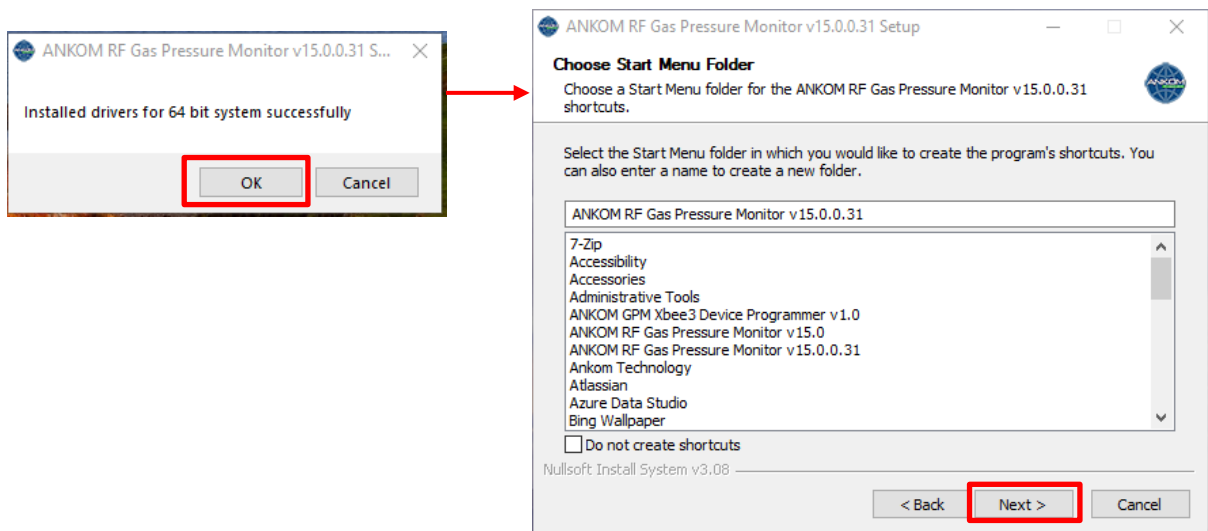 ANKOM RF Gas Pressure Monitor v15.0.0.31 S...
Installed drivers for 64 bit system successfully
OK
Cancel
ANKOM RF Gas Pressure Monitor v15.0.0.31 Setup
Choose Start Menu Folder
Choose a Start Menu folder for the ANKOM RF Gas Pressure Monitor v15.0.0.31
shortcuts.
ANKOM
Select the Start Menu folder in which you would like to create the program's shortcuts. You
can also enter a name to create a new folder.
ANKOM RF Gas Pressure Monitor v15.0.0.31
7-Zip
Accessibility
Accessories
Administrative Tools
ANKOM GPM Xbee3 Device Programmer v1.0
ANKOM RF Gas Pressure Monitor v15.0
ANKOM RF Gas Pressure Monitor v15.0.0.31
Ankom Technology
Atlassian
Azure Data Studio
Bing Wallpaper
Do not create shortcuts
Nullsoft Install System v3.08
< Back
Next >
Cancel